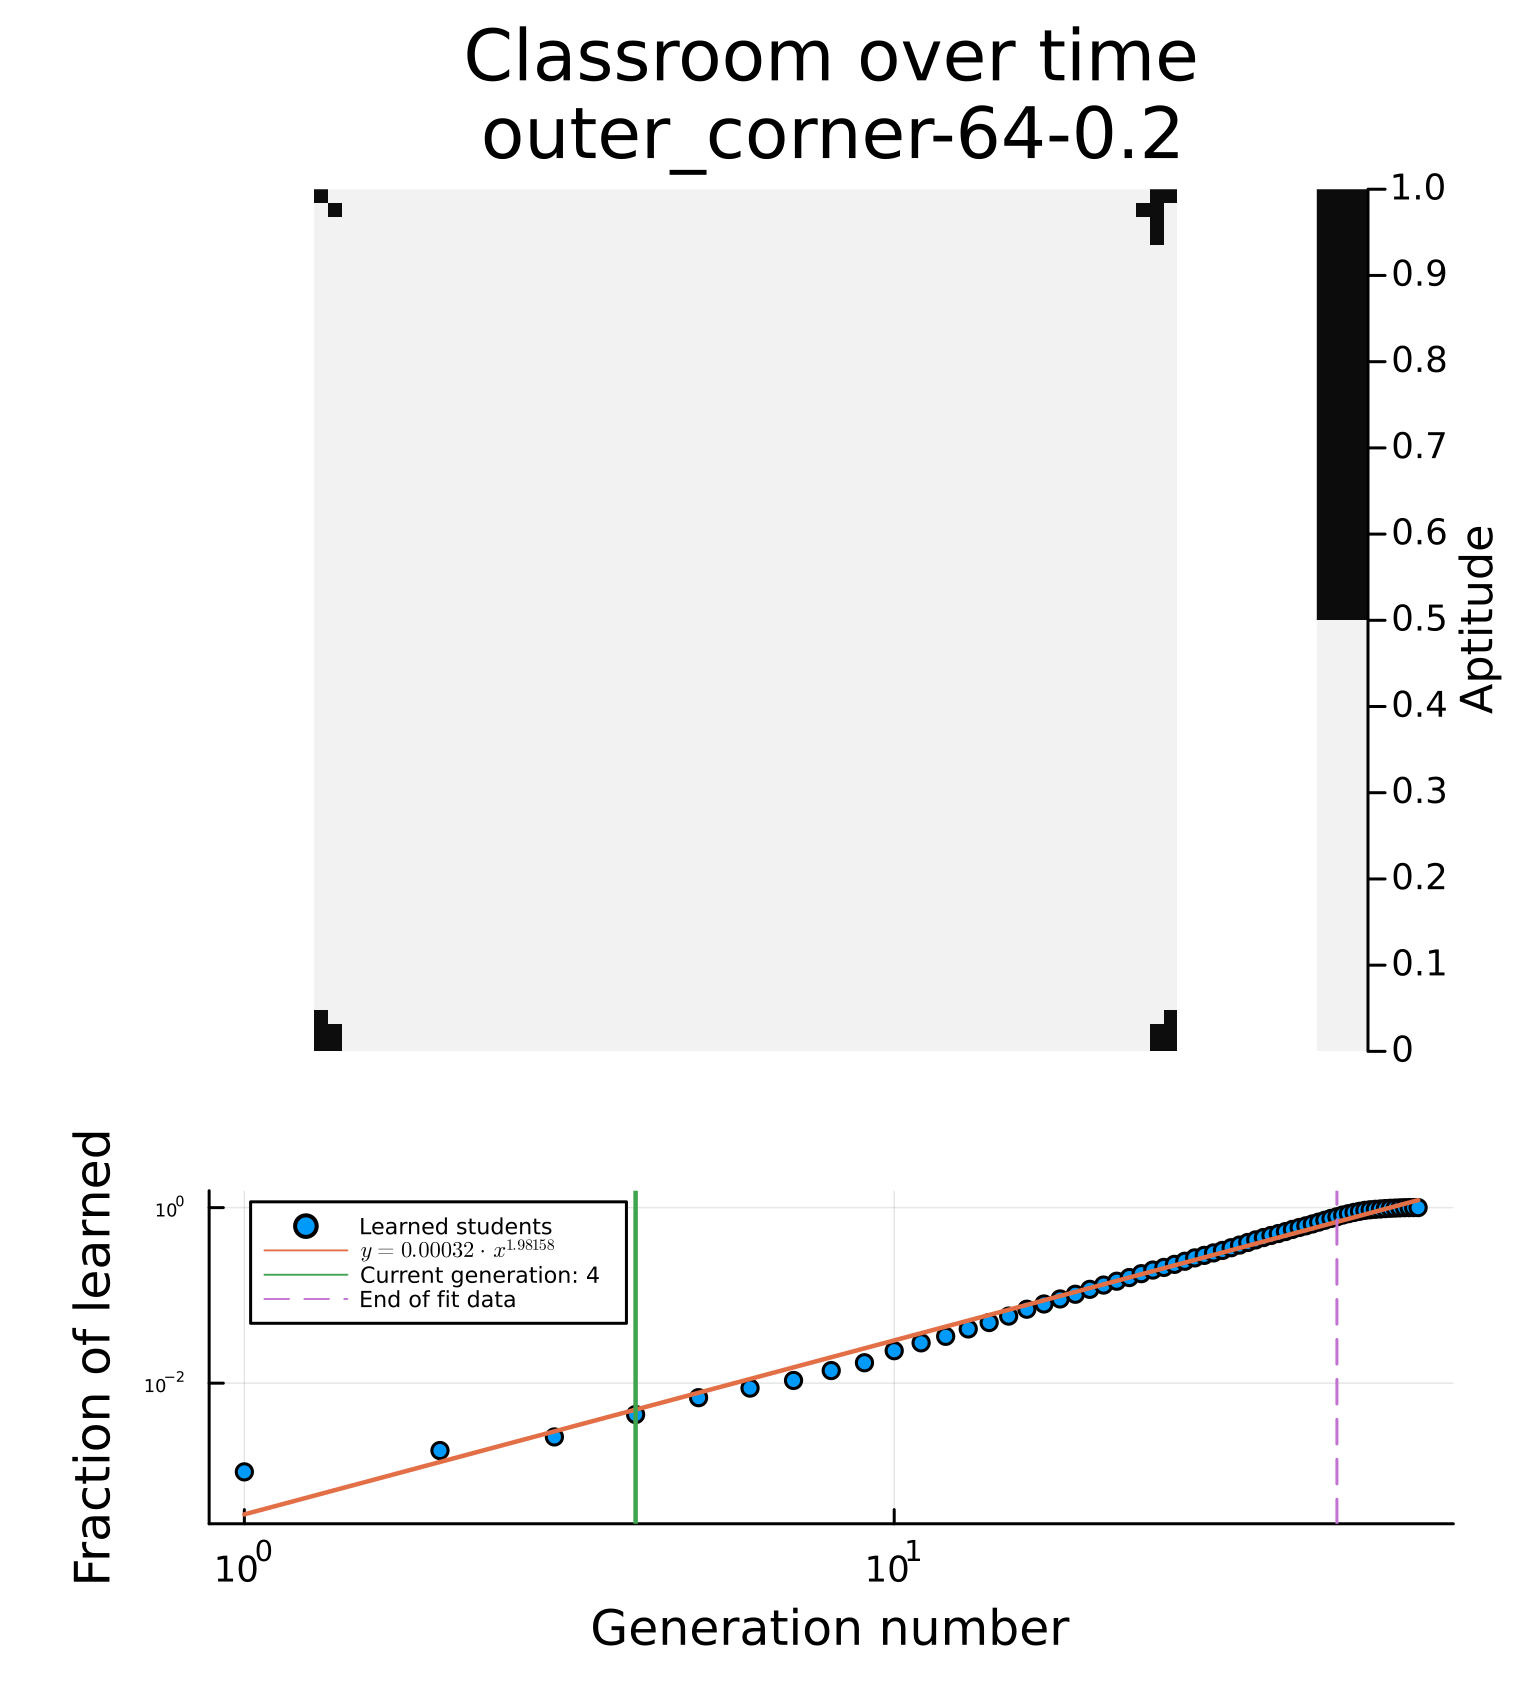 Classroom over time
outer_corner-64-0.2
1.0
0.9
0.8
0.7
0.6
0.5
0.4
0.3
0.2
0.1
0
Aptitude
Fraction of learned
10⁰
10⁻²
Learned students
y = 0.00032 · x^1.98158
Current generation: 4
End of fit data
10⁰
10¹
Generation number